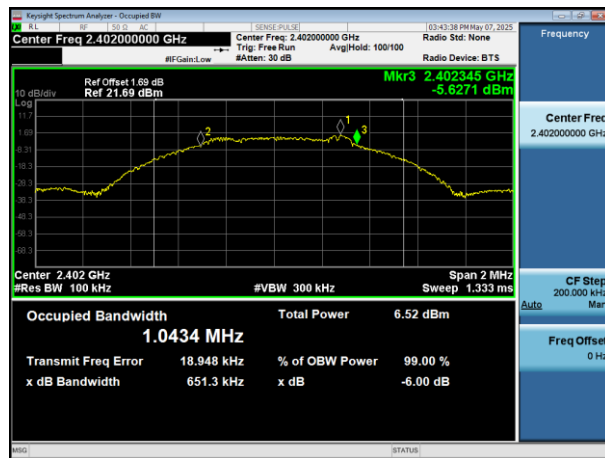 Keysight Spectrum Analyzer - Occupied BW
RL RF 50 Ω AC SENSE:PULSE 03:43:38 PM May 07, 2025
Center Freq 2.402000000 GHz Center Freq: 2.402000000 GHz Radio Std: None Frequency
Trig: Free Run Avg|Hold: 100/100
#IFGain:Low #Atten: 30 dB Radio Device: BTS
Ref Offset 1.69 dB Mkr3 2.402345 GHz
10 dB/div Ref 21.69 dBm -5.6271 dBm
Log
11.7
1.69
-8.31
-18.3
-28.3
-38.3
-48.3
-58.3
-68.3
2
1
3
Center 2.402 GHz Span 2 MHz
#Res BW 100 kHz #VBW 300 kHz Sweep 1.333 ms
Occupied Bandwidth Total Power 6.52 dBm
1.0434 MHz
Transmit Freq Error 18.948 kHz % of OBW Power 99.00 %
x dB Bandwidth 651.3 kHz x dB -6.00 dB
Center Freq
2.402000000 GHz
CF Step
200.000 kHz
Auto Man
Freq Offset
0 Hz
MSG STATUS